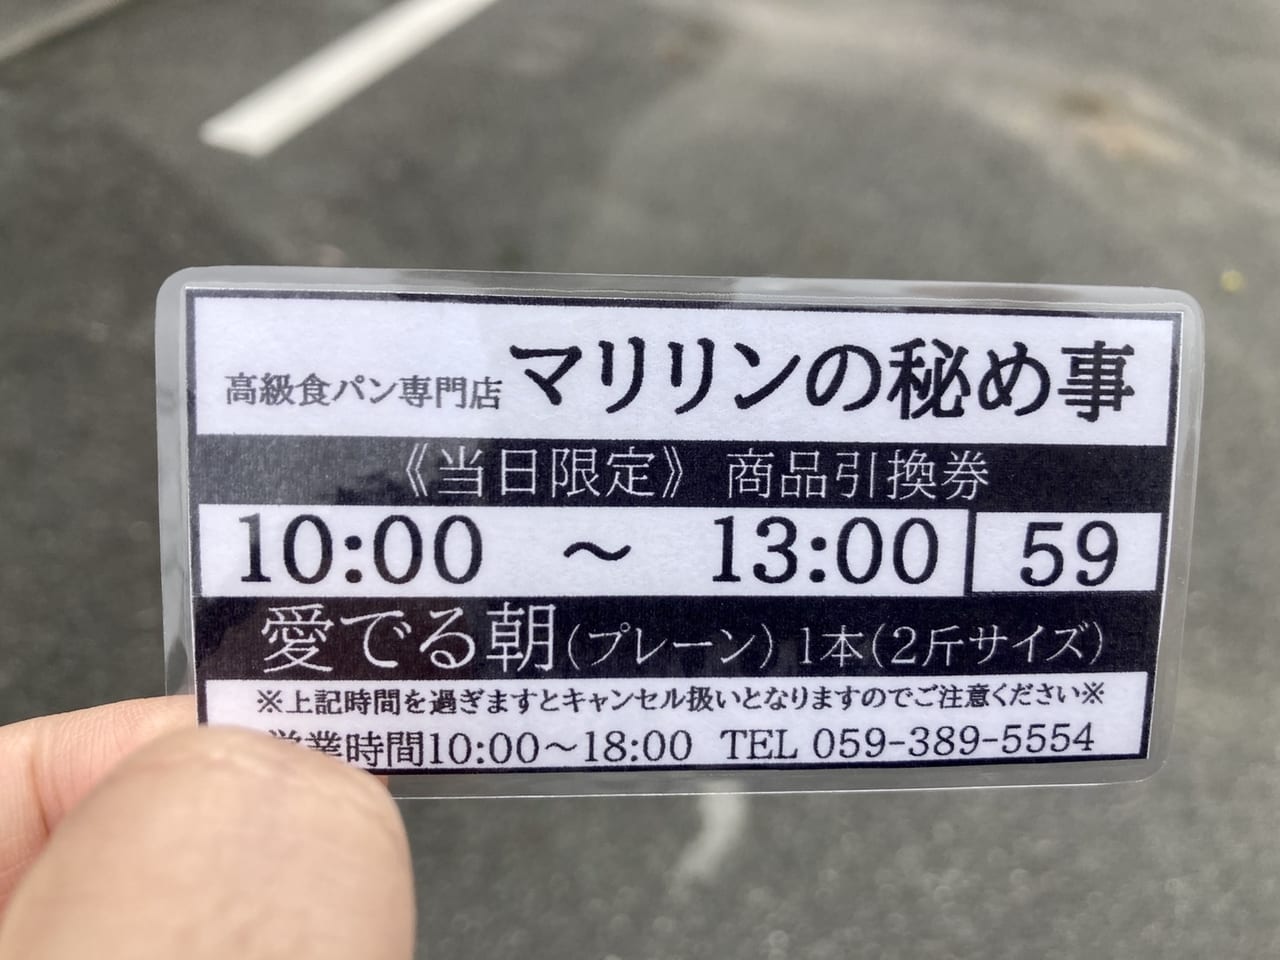 高級食パン専門店 マリリンの秘め事
《当日限定》 商品引換券
10:00 ～ 13:00 59
愛でる朝(プレーン) 1本(2斤サイズ)
※上記時間を過ぎますとキャンセル扱いとなりますのでご注意ください※
営業時間10:00～18:00 TEL 059-389-5554